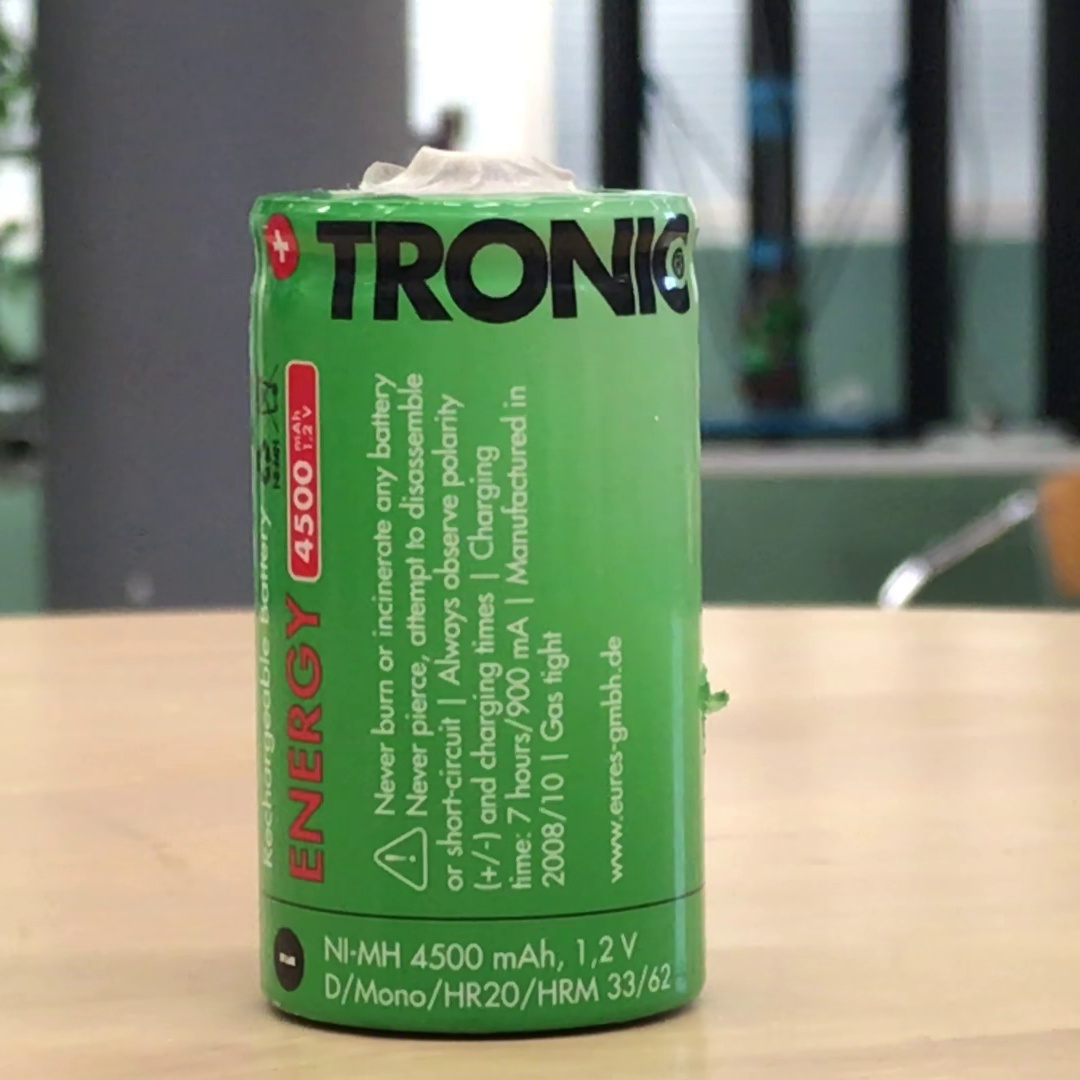 +
TRONIC®
Rechargeable Battery
ENERGY 4500 mAh 1,2 V
Never burn or incinerate any battery
Never pierce, attempt to disassemble
or short-circuit | Always observe polarity
(+/-) and charging times | Charging
time: 7 hours/900 mA | Manufactured in
2008/10 | Gas tight
www.eures-gmbh.de
NI-MH 4500 mAh, 1,2 V
D/Mono/HR20/HRM 33/62